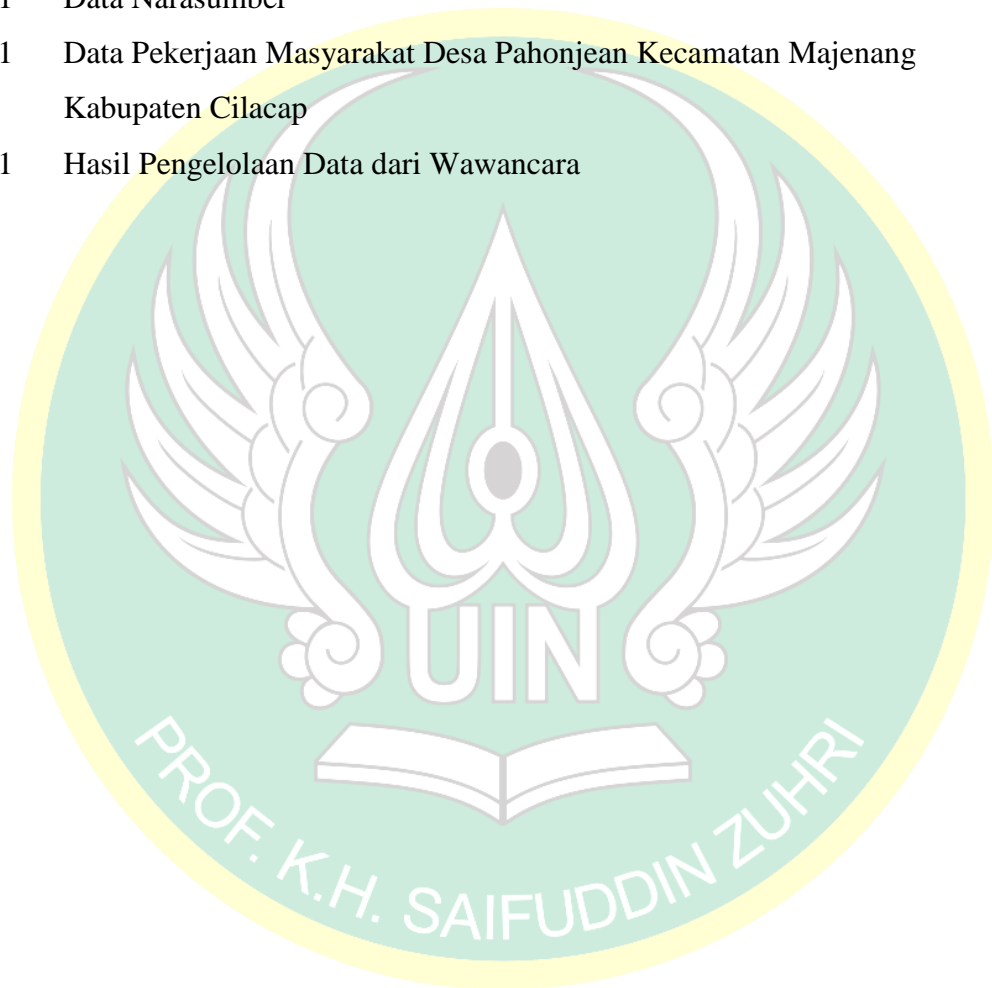 1 Data Narasumber
1 Data Pekerjaan Masyarakat Desa Pahonjean Kecamatan Majenang
Kabupaten Cilacap
1 Hasil Pengelolaan Data dari Wawancara
UIN
PROF. K.H. SAIFUDDIN ZUHRI